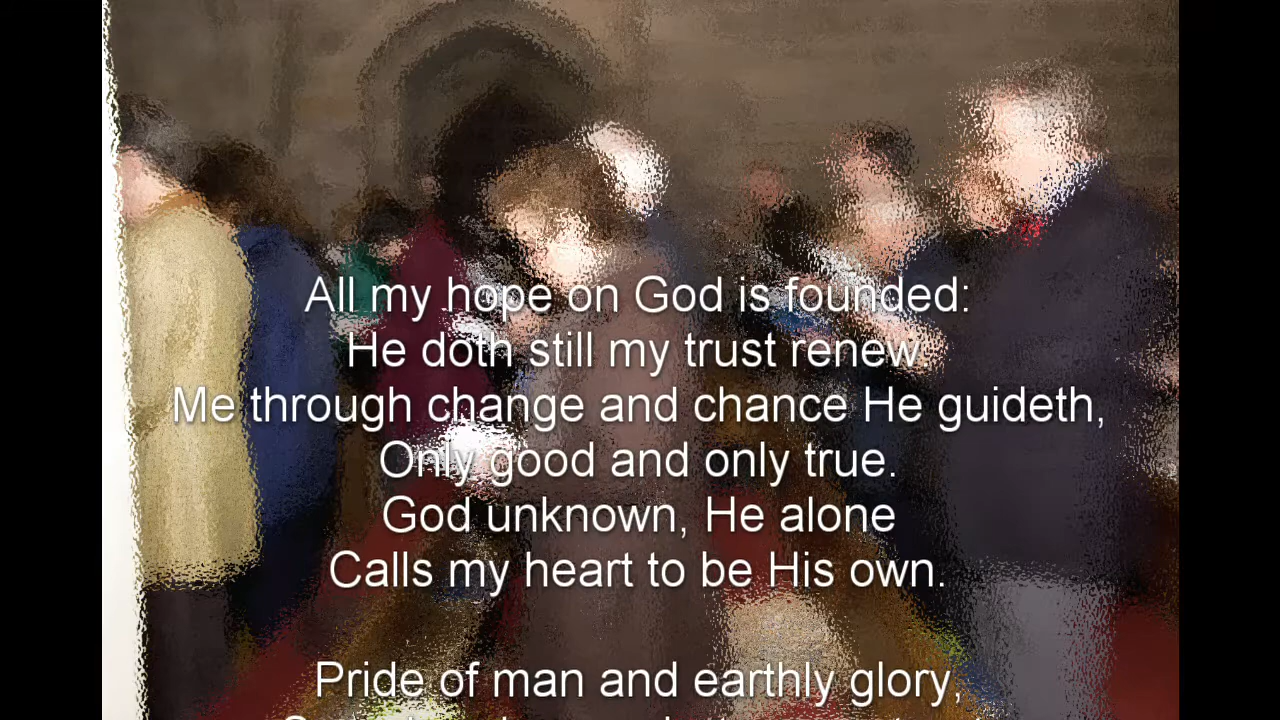 All my hope on God is founded:
He doth still my trust renew.
Me through change and chance He guideth,
Only good and only true.
God unknown, He alone
Calls my heart to be His own.
Pride of man and earthly glory,